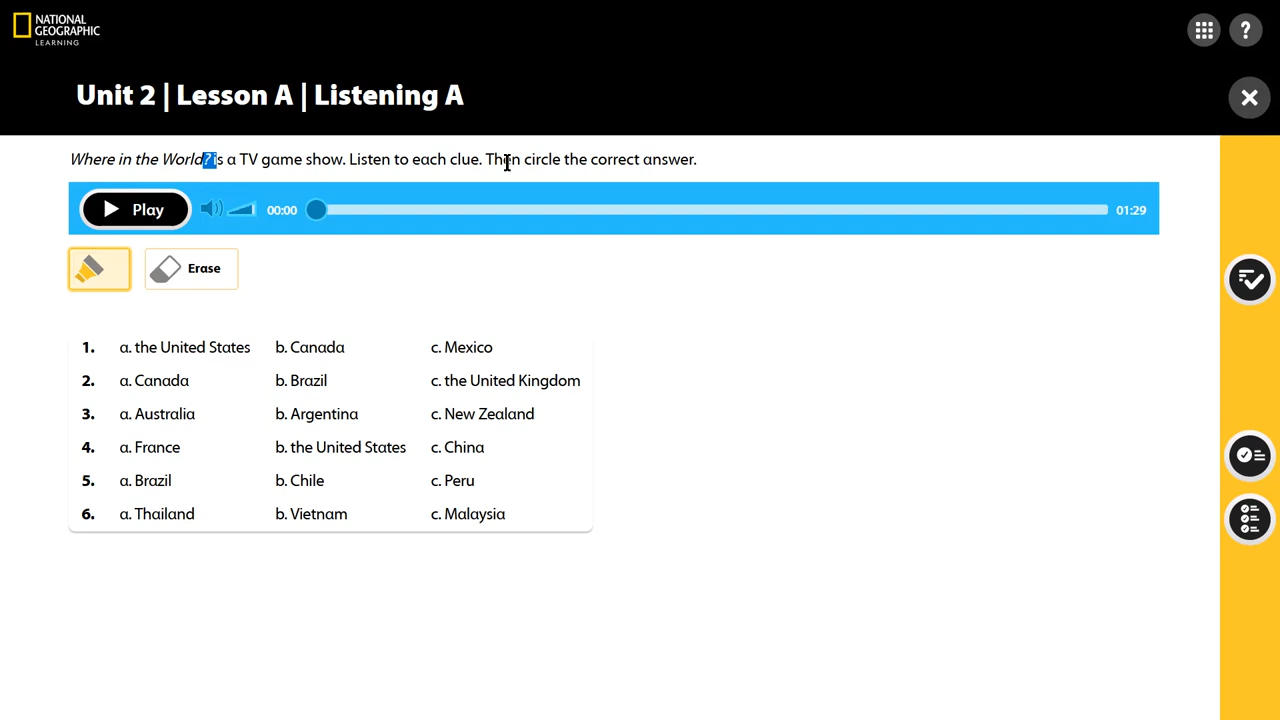 NATIONAL
GEOGRAPHIC
LEARNING
?
Unit 2 | Lesson A | Listening A
Where in the World? is a TV game show. Listen to each clue. Then circle the correct answer.
Play 00:00 01:29
Erase
1. a. the United States b. Canada c. Mexico
2. a. Canada b. Brazil c. the United Kingdom
3. a. Australia b. Argentina c. New Zealand
4. a. France b. the United States c. China
5. a. Brazil b. Chile c. Peru
6. a. Thailand b. Vietnam c. Malaysia